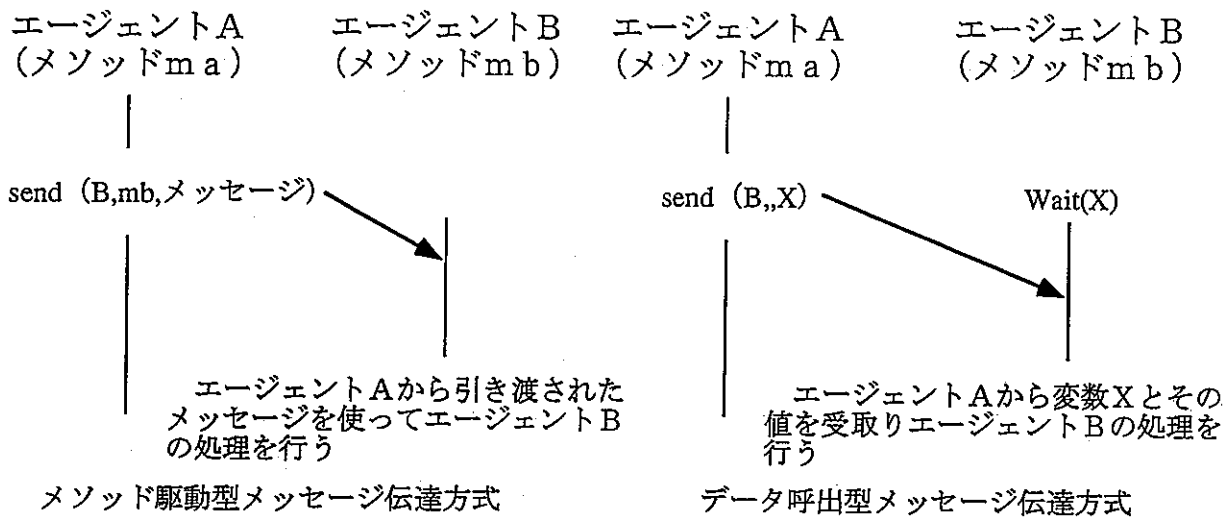 エージェントA
(メソッドma)
エージェントB
(メソッドmb)
send (B,mb,メッセージ)
エージェントAから引き渡された
メッセージを使ってエージェントB
の処理を行う
メソッド駆動型メッセージ伝達方式
エージェントA
(メソッドma)
エージェントB
(メソッドmb)
send (B,,X)
Wait(X)
エージェントAから変数Xとその
値を受取りエージェントBの処理を
行う
データ呼出型メッセージ伝達方式